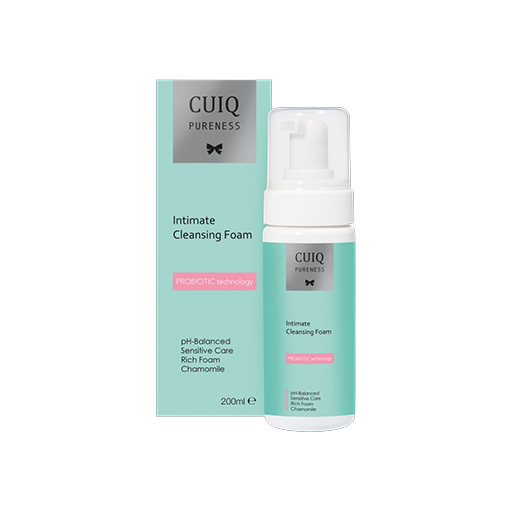 CUIQ
PURENESS
Intimate
Cleansing Foam
PROBIOTIC technology
pH-Balanced
Sensitive Care
Rich Foam
Chamomile
200ml ℮
CUIQ
PURENESS
Intimate
Cleansing Foam
PROBIOTIC technology
pH-Balanced
Sensitive Care
Rich Foam
Chamomile